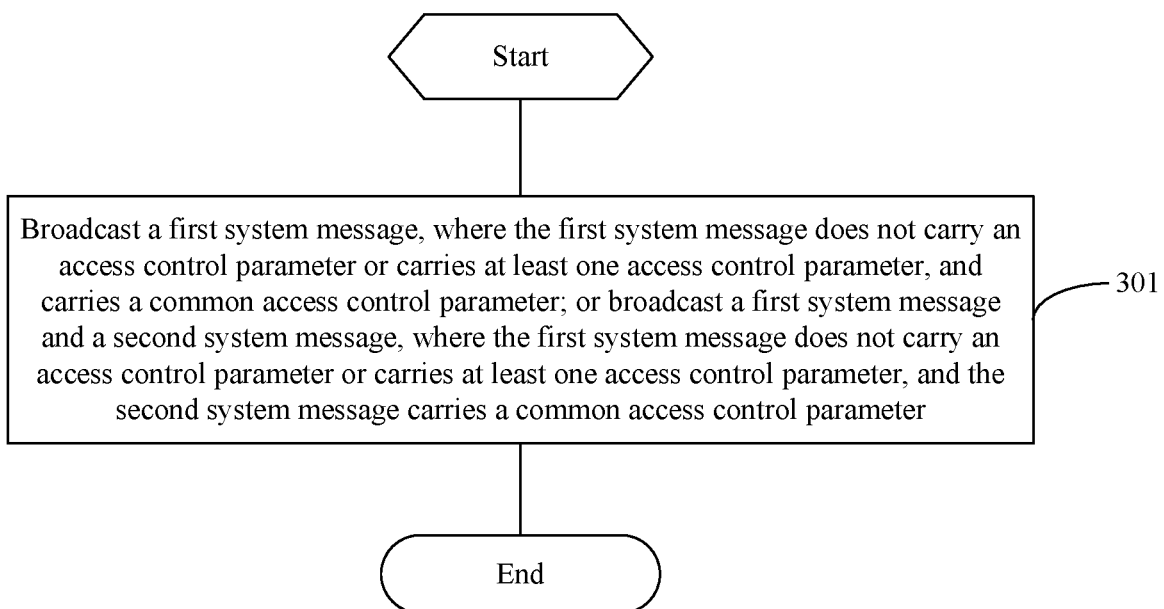 Start
Broadcast a first system message, where the first system message does not carry an
access control parameter or carries at least one access control parameter, and
carries a common access control parameter; or broadcast a first system message
and a second system message, where the first system message does not carry an
access control parameter or carries at least one access control parameter, and the
second system message carries a common access control parameter
301
End